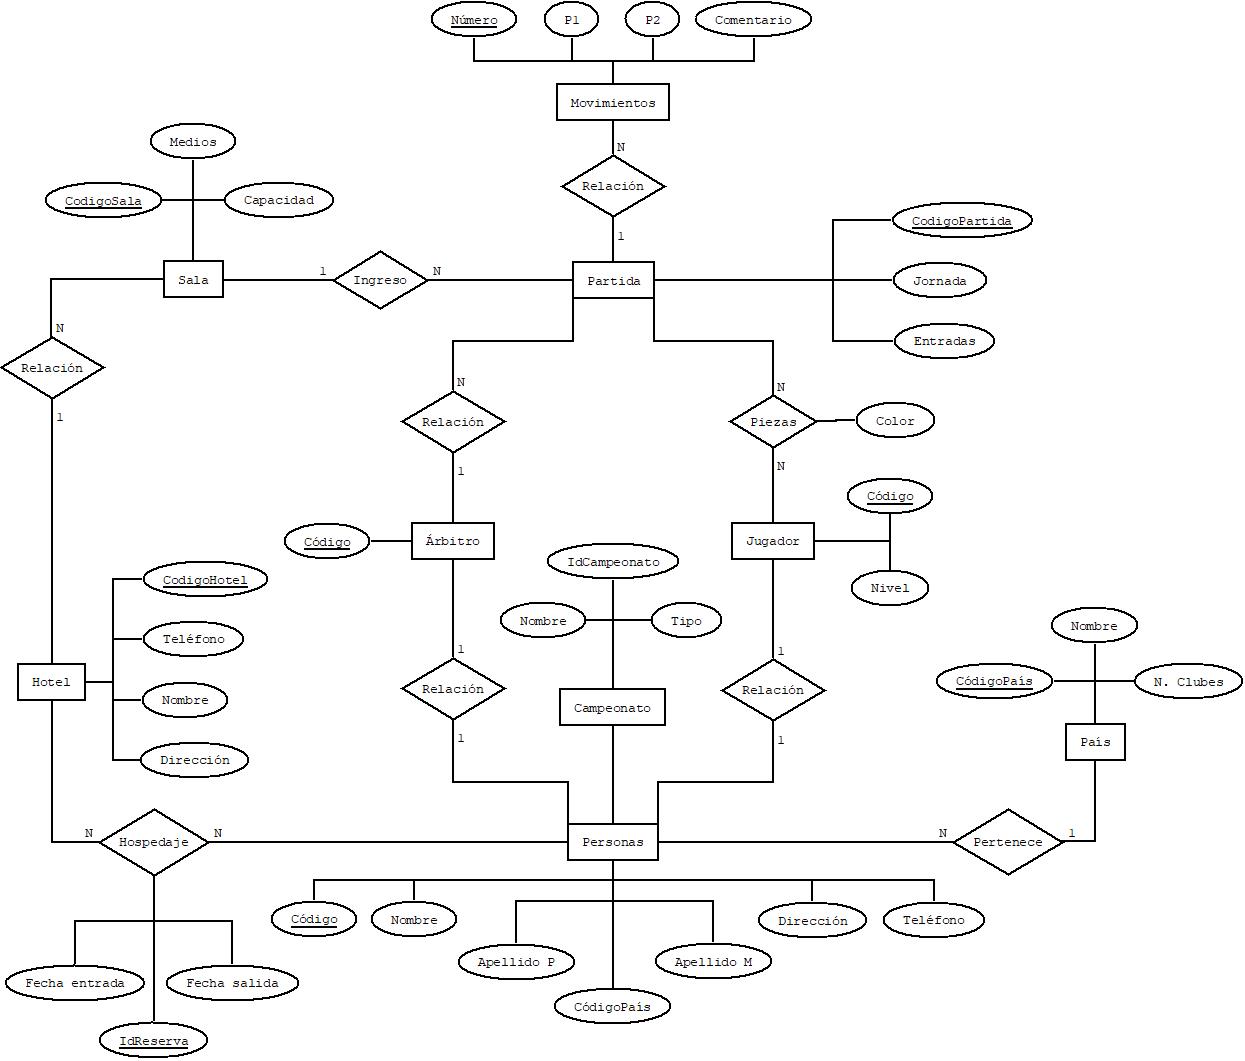 Número P1 P2 Comentario
Movimientos
N
Medios
Relación
CodigoSala Capacidad
CodigoPartida
1
1 N
Sala Ingreso Partida Jornada
N
Entradas
Relación
N N
1
Relación Piezas Color
1 N
Código
Código Árbitro Jugador
IdCampeonato
CodigoHotel Nivel
Nombre Tipo
Teléfono Nombre
1 1
Hotel CódigoPaís N. Clubes
Relación Relación
Nombre
Campeonato
1 1 País
Dirección
N N N 1
Hospedaje Personas Pertenece
Código Nombre Dirección Teléfono
Apellido P Apellido M
Fecha entrada Fecha salida
CódigoPaís
IdReserva